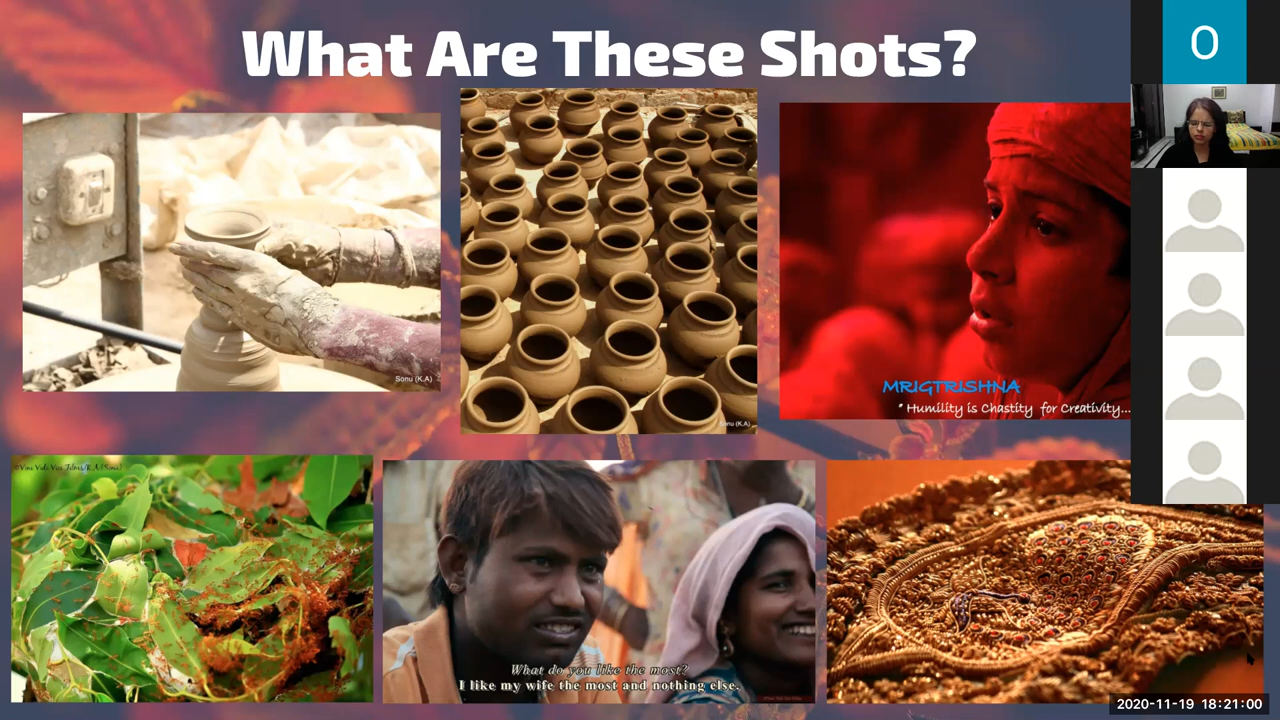 What Are These Shots?
O
Sonu (K.A)
Sonu (K.A)
MRIGTRISHNA
" Humility is Chastity for Creativity...
What do you like the most?
I like my wife the most and nothing else.
2020-11-19 18:21:00